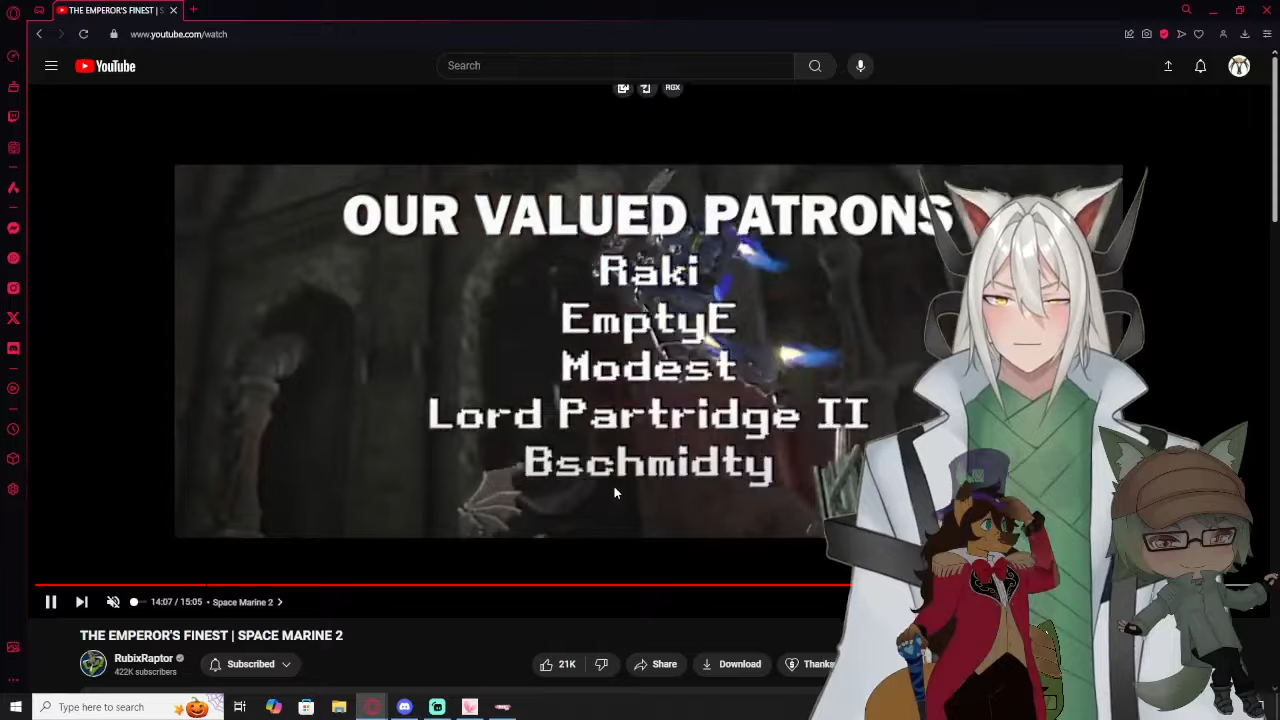 THE EMPEROR'S FINEST | S
www.youtube.com/watch
YouTube
Search
RGX
OUR VALUED PATRONS
Raki
EmptyE
Modest
Lord Partridge II
Bschmidty
14:07 / 15:05 • Space Marine 2
THE EMPEROR'S FINEST | SPACE MARINE 2
RubixRaptor
422K subscribers
Subscribed
21K
Share
Download
Thanks
Type here to search